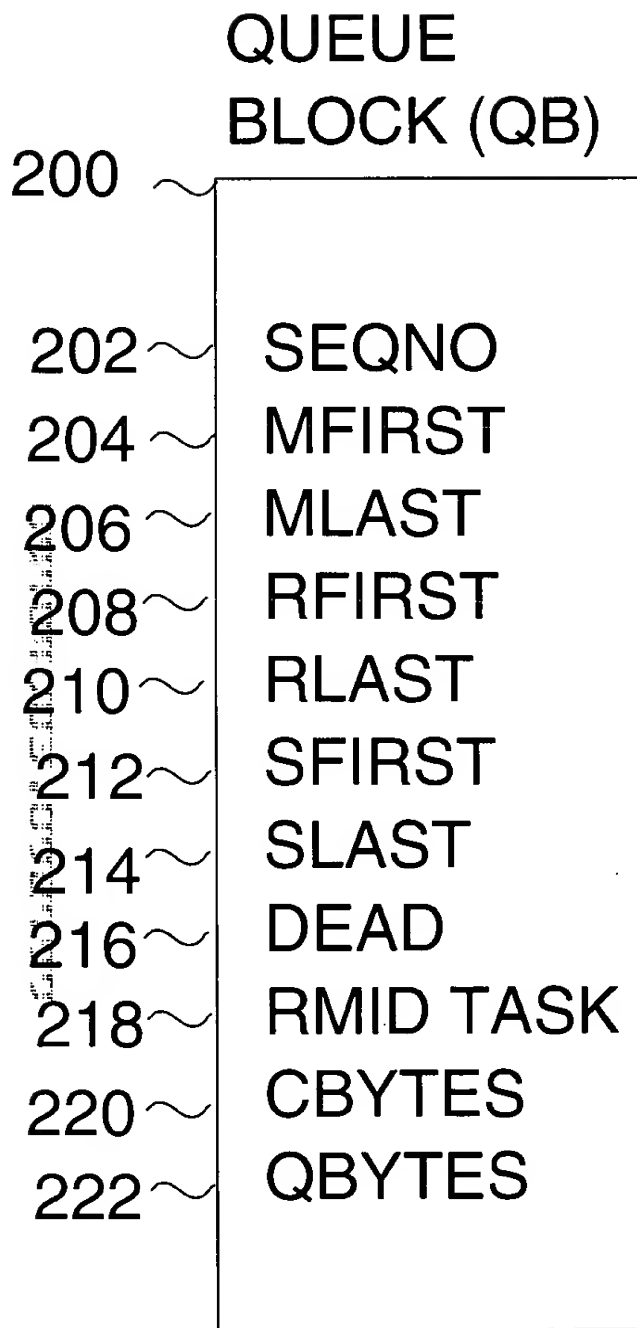 QUEUE
BLOCK (QB)
200
202 SEQNO
204 MFIRST
206 MLAST
208 RFIRST
210 RLAST
212 SFIRST
214 SLAST
216 DEAD
218 RMID TASK
220 CBYTES
222 QBYTES